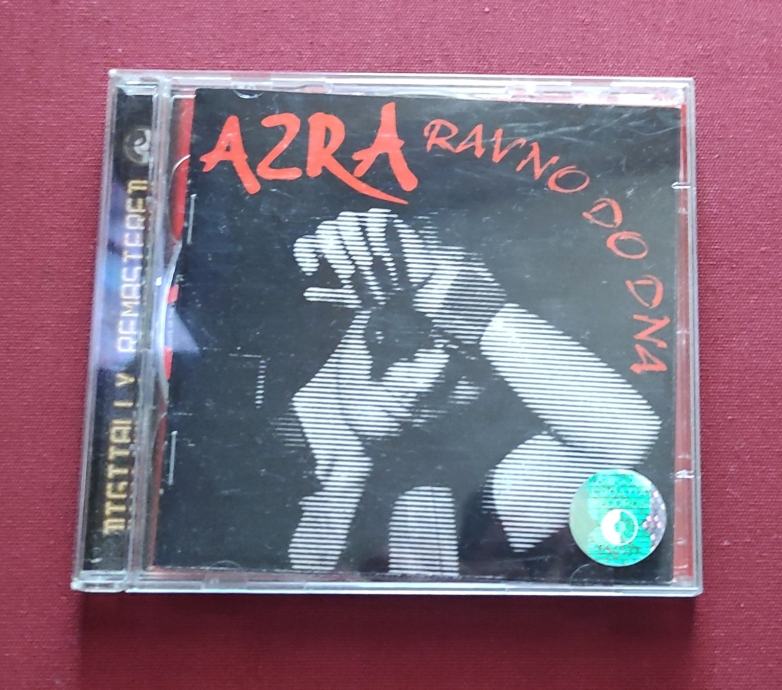 AZRA
RAVNO DO DNA
DIGITALLY REMASTERED